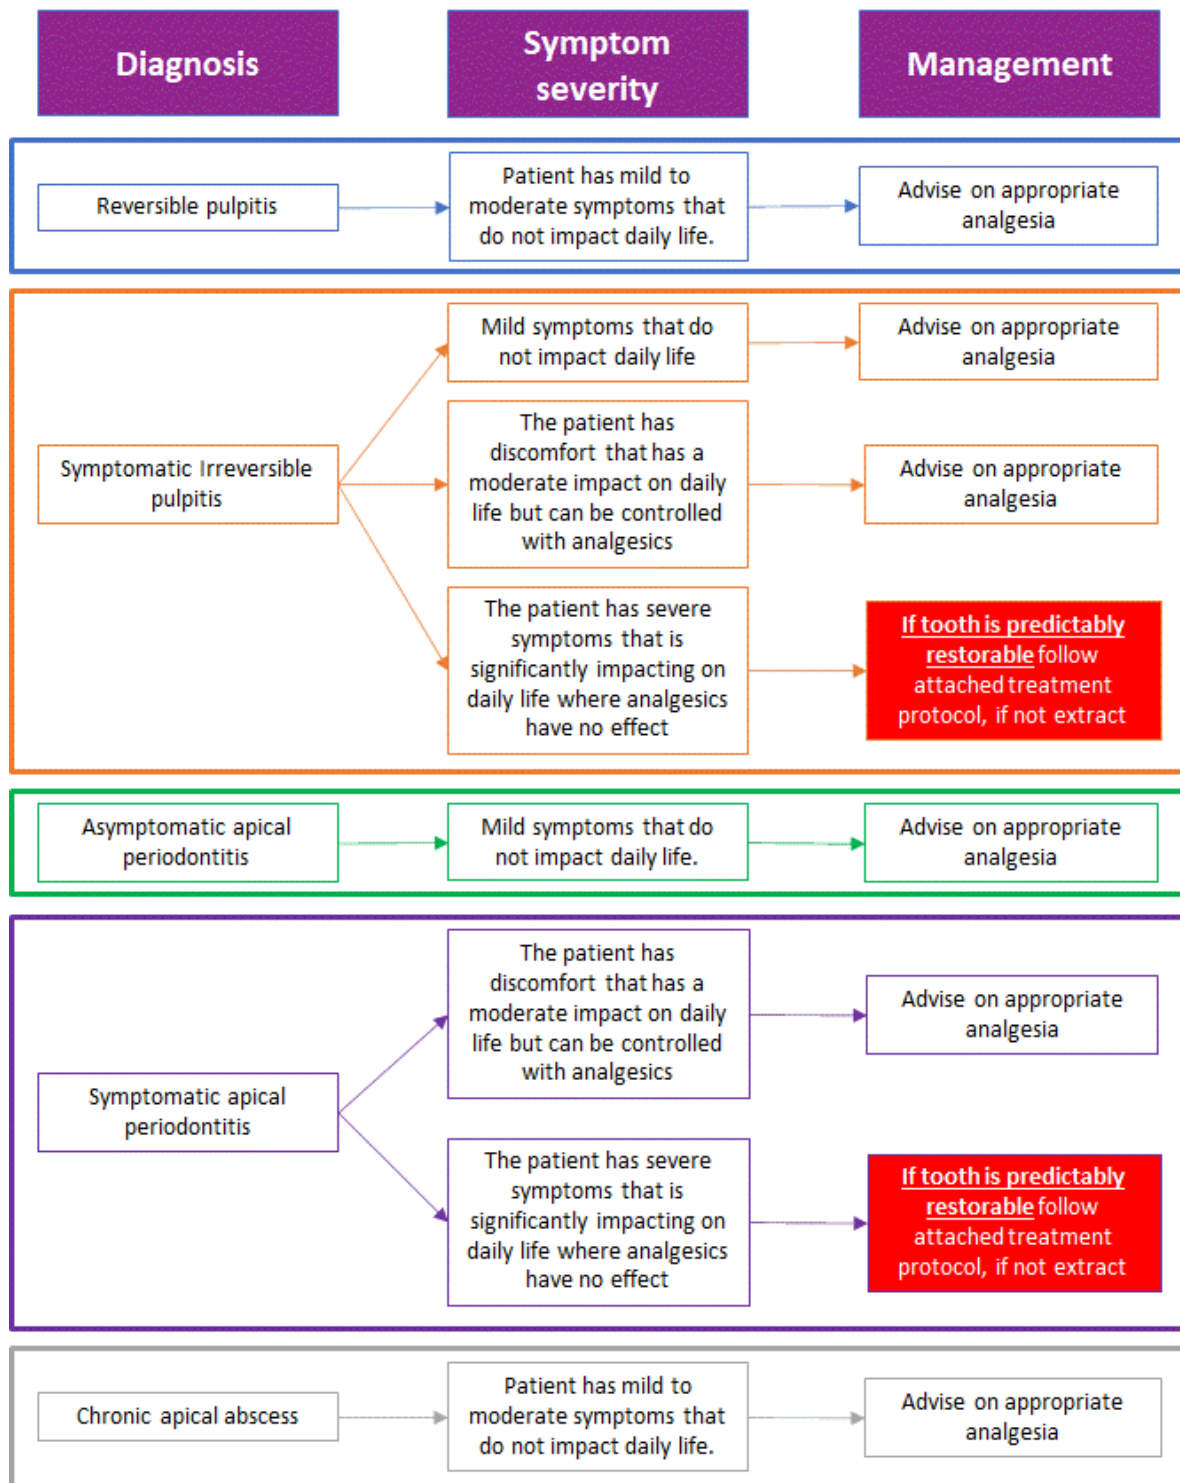 Diagnosis
Symptom
severity
Management
Reversible pulpitis
Patient has mild to
moderate symptoms that
do not impact daily life.
Advise on appropriate
analgesia
Symptomatic Irreversible
pulpitis
Mild symptoms that do
not impact daily life
Advise on appropriate
analgesia
The patient has
discomfort that has a
moderate impact on daily
life but can be controlled
with analgesics
Advise on appropriate
analgesia
The patient has severe
symptoms that is
significantly impacting on
daily life where analgesics
have no effect
If tooth is predictably
restorable follow
attached treatment
protocol, if not extract
Asymptomatic apical
periodontitis
Mild symptoms that do
not impact daily life.
Advise on appropriate
analgesia
Symptomatic apical
periodontitis
The patient has
discomfort that has a
moderate impact on daily
life but can be controlled
with analgesics
Advise on appropriate
analgesia
The patient has severe
symptoms that is
significantly impacting on
daily life where analgesics
have no effect
If tooth is predictably
restorable follow
attached treatment
protocol, if not extract
Chronic apical abscess
Patient has mild to
moderate symptoms that
do not impact daily life.
Advise on appropriate
analgesia